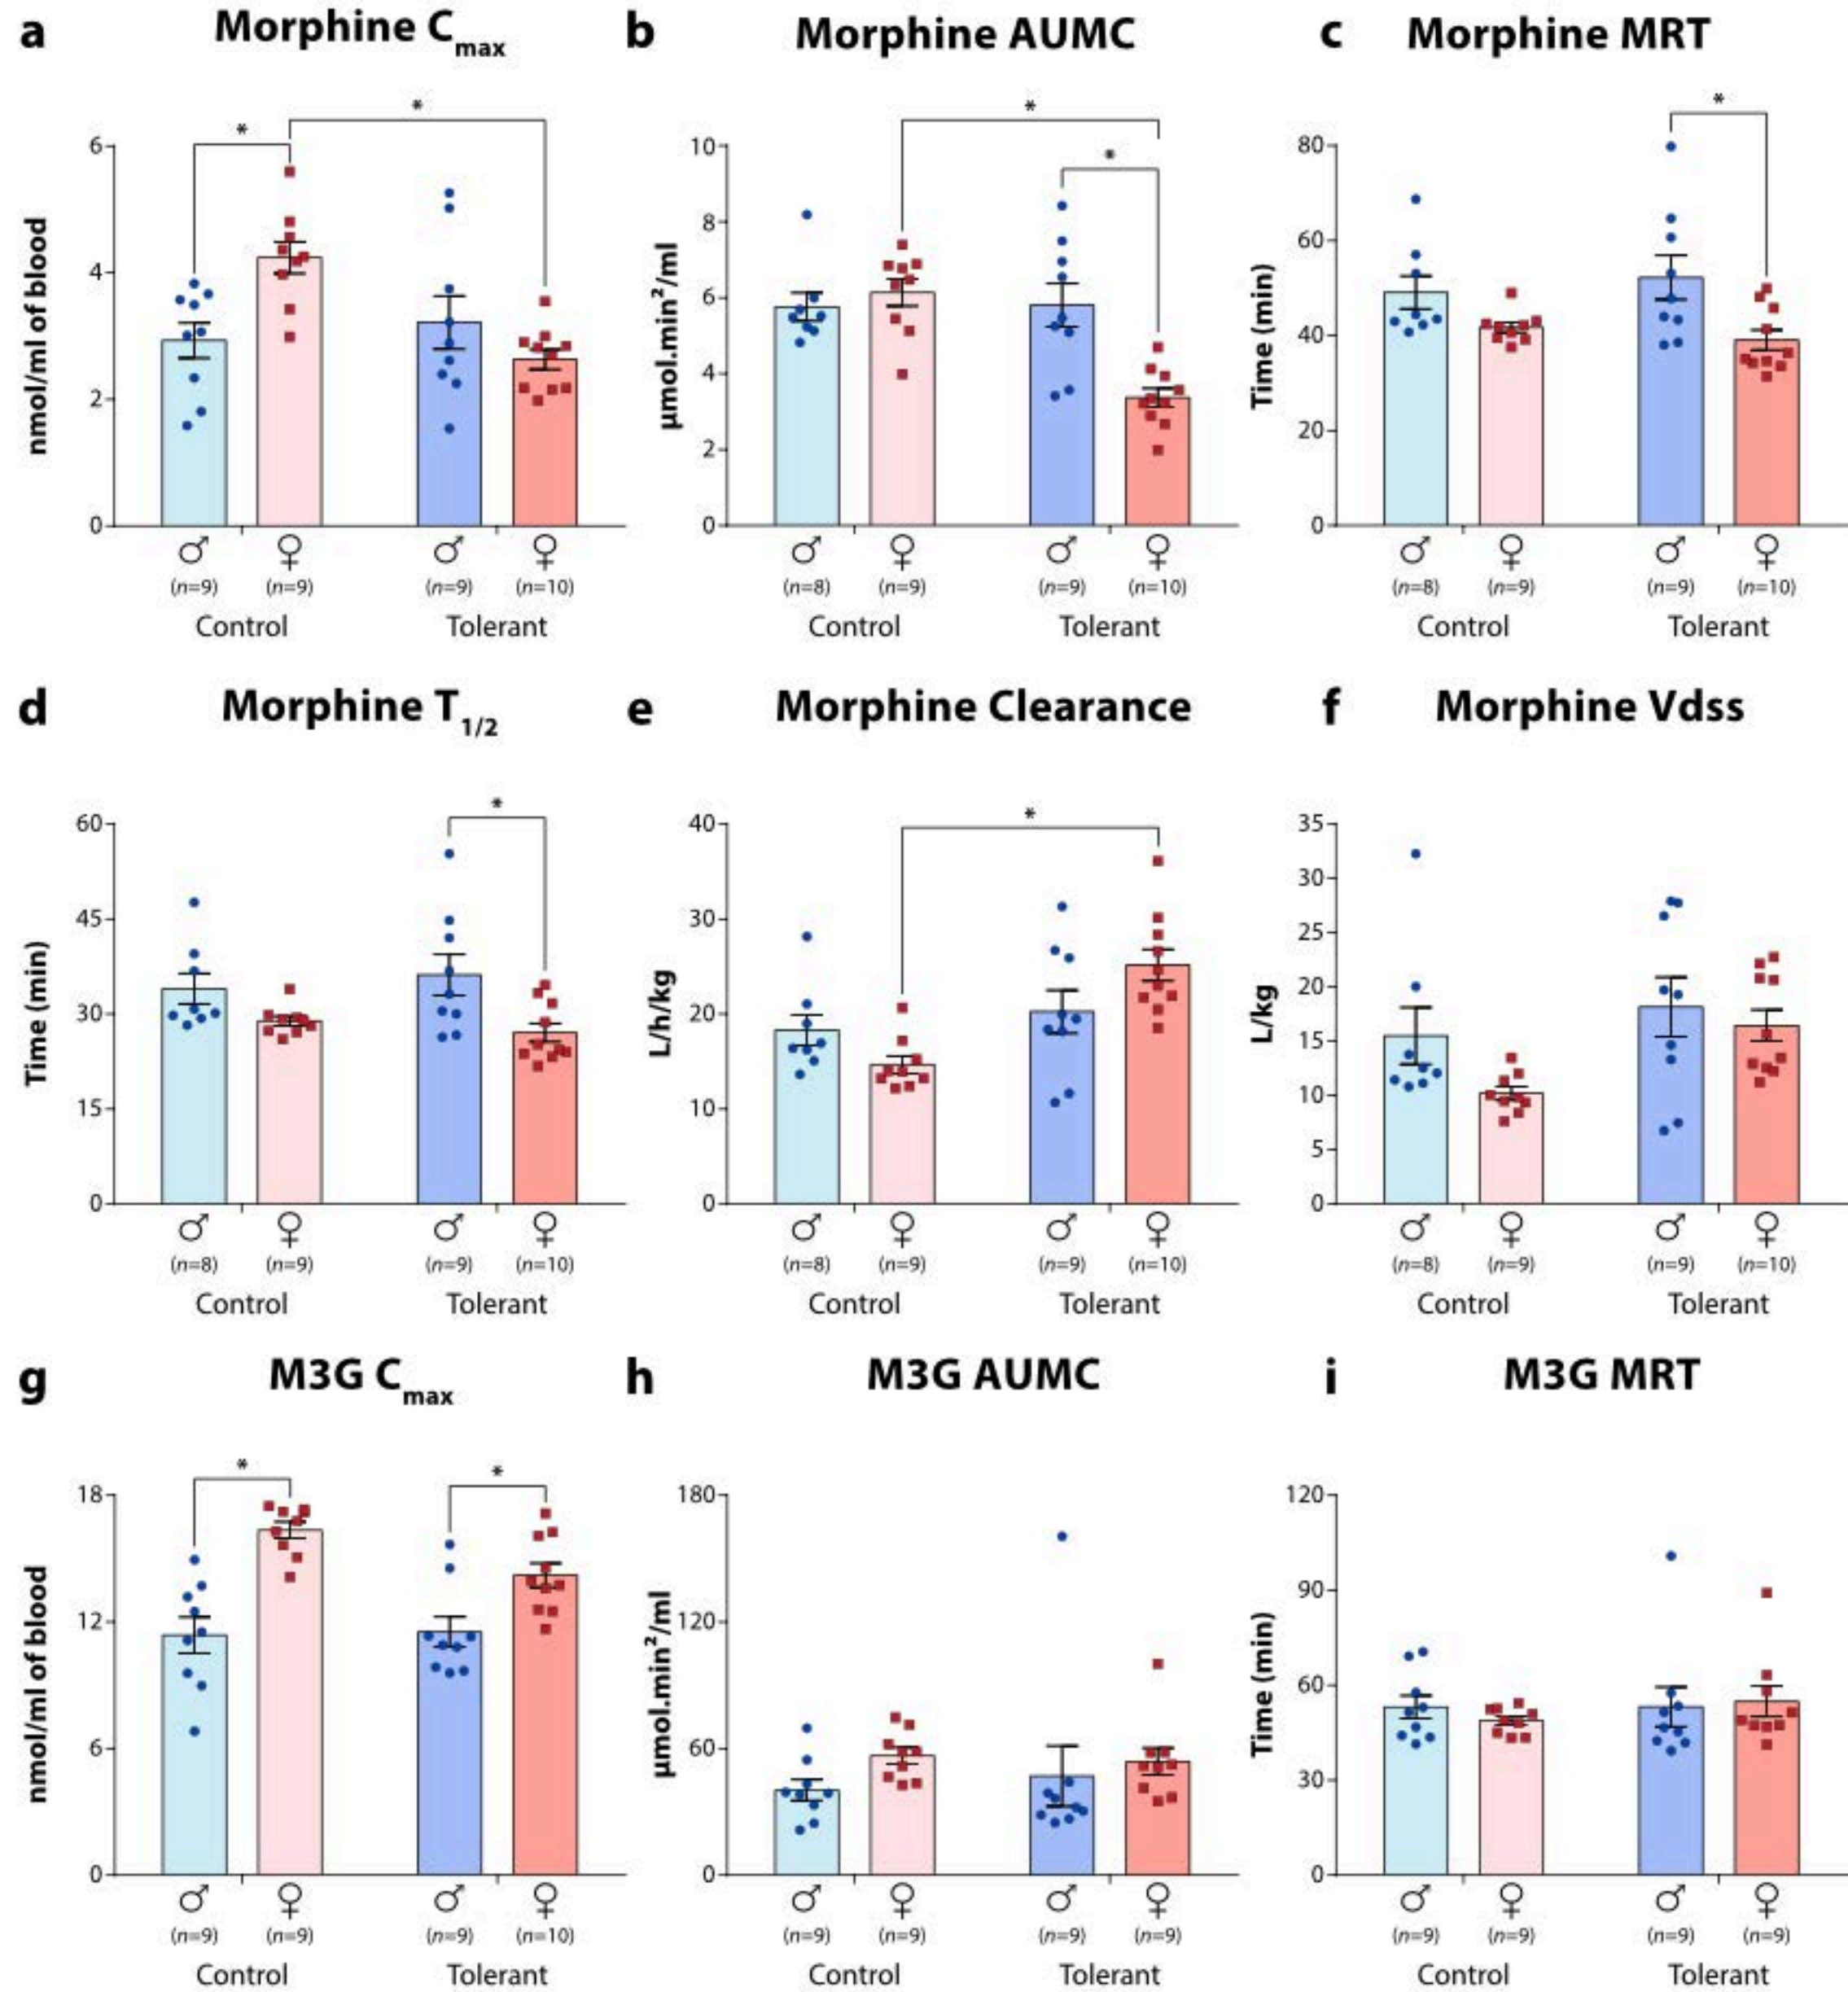 a Morphine Cmax
b Morphine AUMC
c Morphine MRT
nmol/ml of blood
6
4
2
0
*
*
♂ ♀ ♂ ♀
(n=9) (n=9) (n=9) (n=10)
Control Tolerant
µmol.min²/ml
10
8
6
4
2
0
*
*
♂ ♀ ♂ ♀
(n=8) (n=9) (n=9) (n=10)
Control Tolerant
Time (min)
80
60
40
20
0
*
♂ ♀ ♂ ♀
(n=8) (n=9) (n=9) (n=10)
Control Tolerant
d Morphine T1/2
e Morphine Clearance
f Morphine Vdss
Time (min)
60
45
30
15
0
*
♂ ♀ ♂ ♀
(n=8) (n=9) (n=9) (n=10)
Control Tolerant
L/h/kg
40
30
20
10
0
*
♂ ♀ ♂ ♀
(n=8) (n=9) (n=9) (n=10)
Control Tolerant
L/kg
35
30
25
20
15
10
5
0
♂ ♀ ♂ ♀
(n=8) (n=9) (n=9) (n=10)
Control Tolerant
g M3G Cmax
h M3G AUMC
i M3G MRT
nmol/ml of blood
18
12
6
0
*
*
♂ ♀ ♂ ♀
(n=9) (n=9) (n=9) (n=10)
Control Tolerant
µmol.min²/ml
180
120
60
0
♂ ♀ ♂ ♀
(n=9) (n=9) (n=9) (n=9)
Control Tolerant
Time (min)
120
90
60
30
0
♂ ♀ ♂ ♀
(n=9) (n=9) (n=9) (n=9)
Control Tolerant